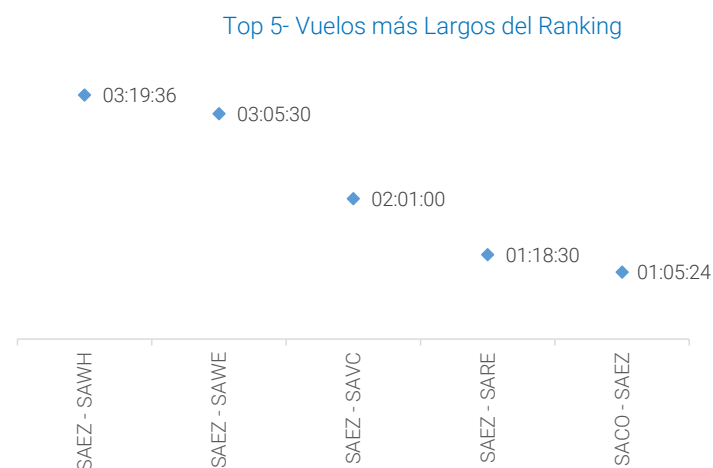 Top 5- Vuelos más Largos del Ranking
03:19:36
03:05:30
02:01:00
01:18:30
01:05:24
SAEZ - SAWH
SAEZ - SAWE
SAEZ - SAVC
SAEZ - SARE
SACO - SAEZ